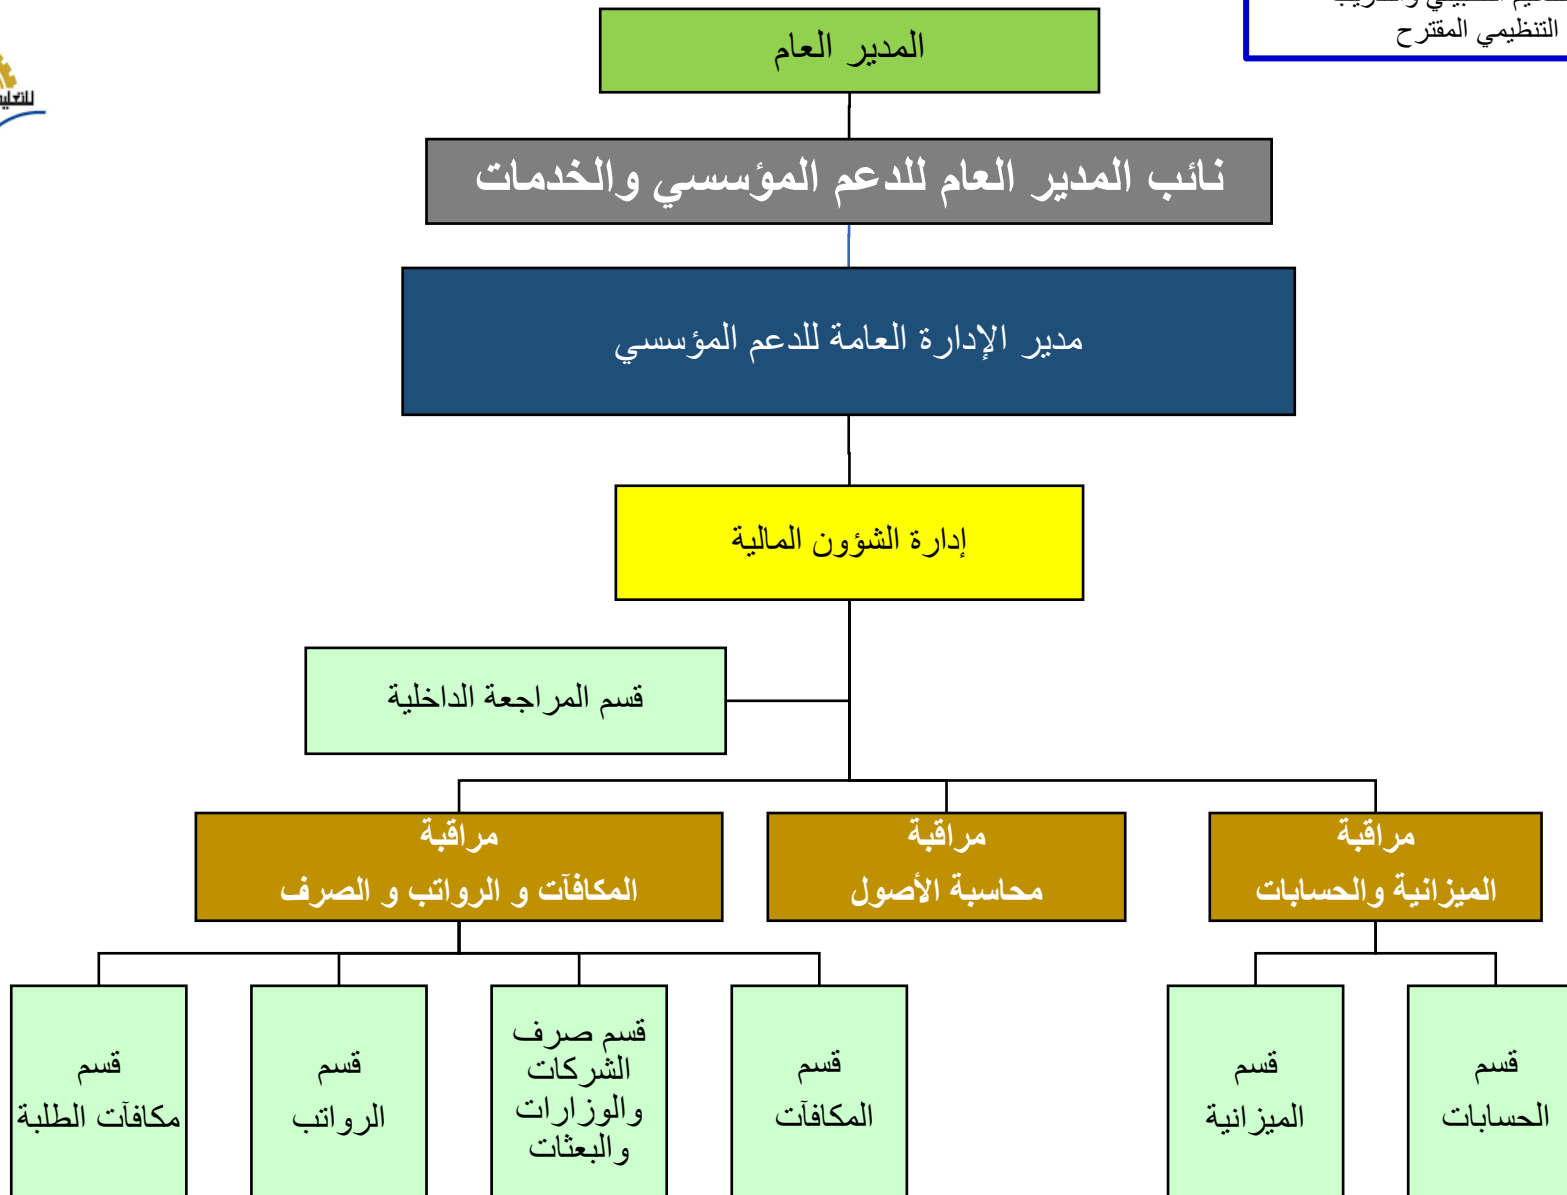 التنظيمي المقترح
المدير العام
نائب المدير العام للدعم المؤسسي والخدمات
مدير الإدارة العامة للدعم المؤسسي
إدارة الشؤون المالية
قسم المراجعة الداخلية
مراقبة
الميزانية والحسابات
مراقبة
محاسبة الأصول
مراقبة
المكافآت و الرواتب و الصرف
قسم
الحسابات
قسم
الميزانية
قسم
المكافآت
قسم صرف
الشركات
والوزارات
والبعثات
قسم
الرواتب
قسم
مكافآت الطلبة